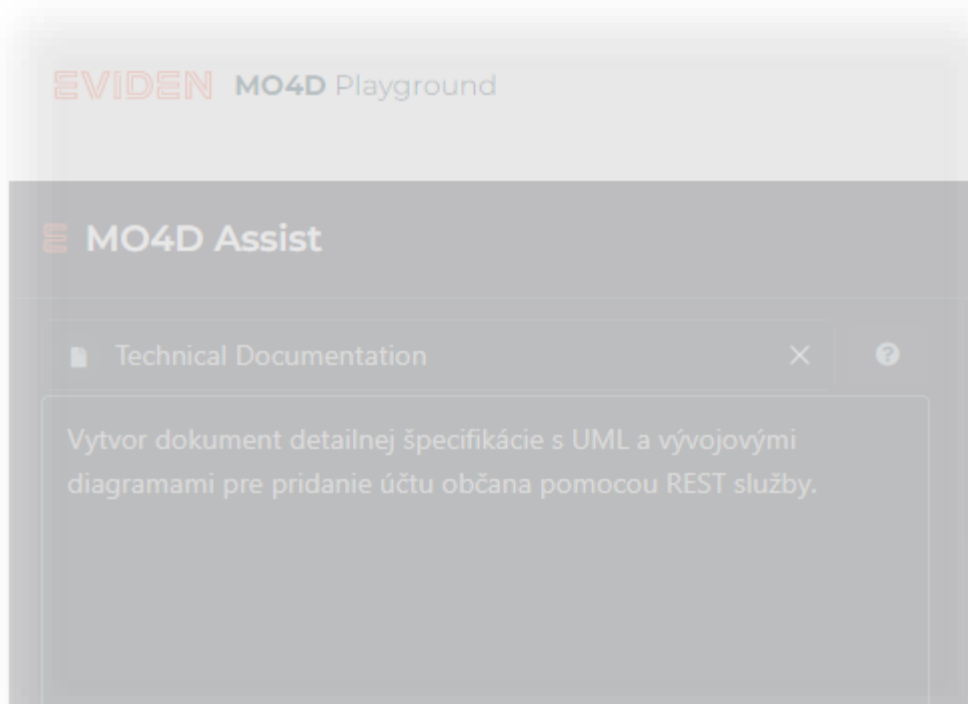 EVIDEN MO4D Playground
MO4D Assist
Technical Documentation
Vytvor dokument detailnej špecifikácie s UML a vývojovými
diagramami pre pridanie účtu občana pomocou REST služby.